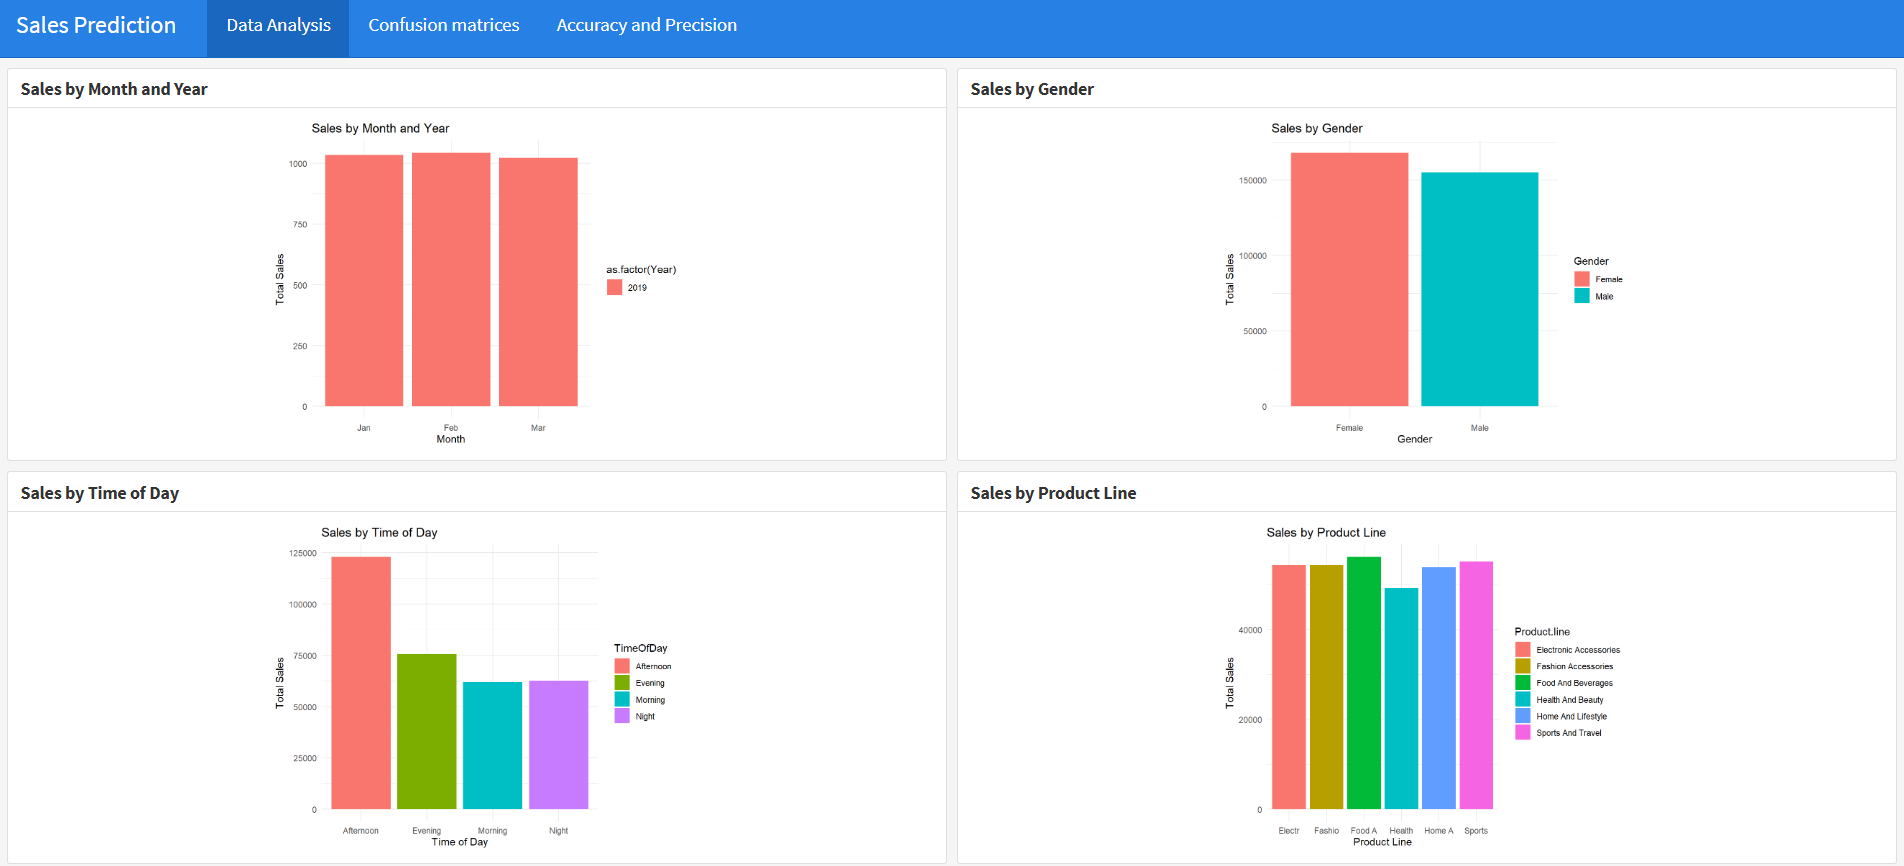 Sales Prediction
Data Analysis
Confusion matrices
Accuracy and Precision
Sales by Month and Year
Sales by Month and Year
Total Sales
1000
750
500
250
0
Jan
Feb
Mar
Month
as.factor(Year)
2019
Sales by Gender
Sales by Gender
Total Sales
150000
100000
50000
0
Female
Male
Gender
Gender
Female
Male
Sales by Time of Day
Sales by Time of Day
Total Sales
125000
100000
75000
50000
25000
0
Afternoon
Evening
Morning
Night
Time of Day
TimeOfDay
Afternoon
Evening
Morning
Night
Sales by Product Line
Sales by Product Line
Total Sales
40000
20000
0
Electr
Fashio
Food A
Health
Home A
Sports
Product Line
Product.line
Electronic Accessories
Fashion Accessories
Food And Beverages
Health And Beauty
Home And Lifestyle
Sports And Travel